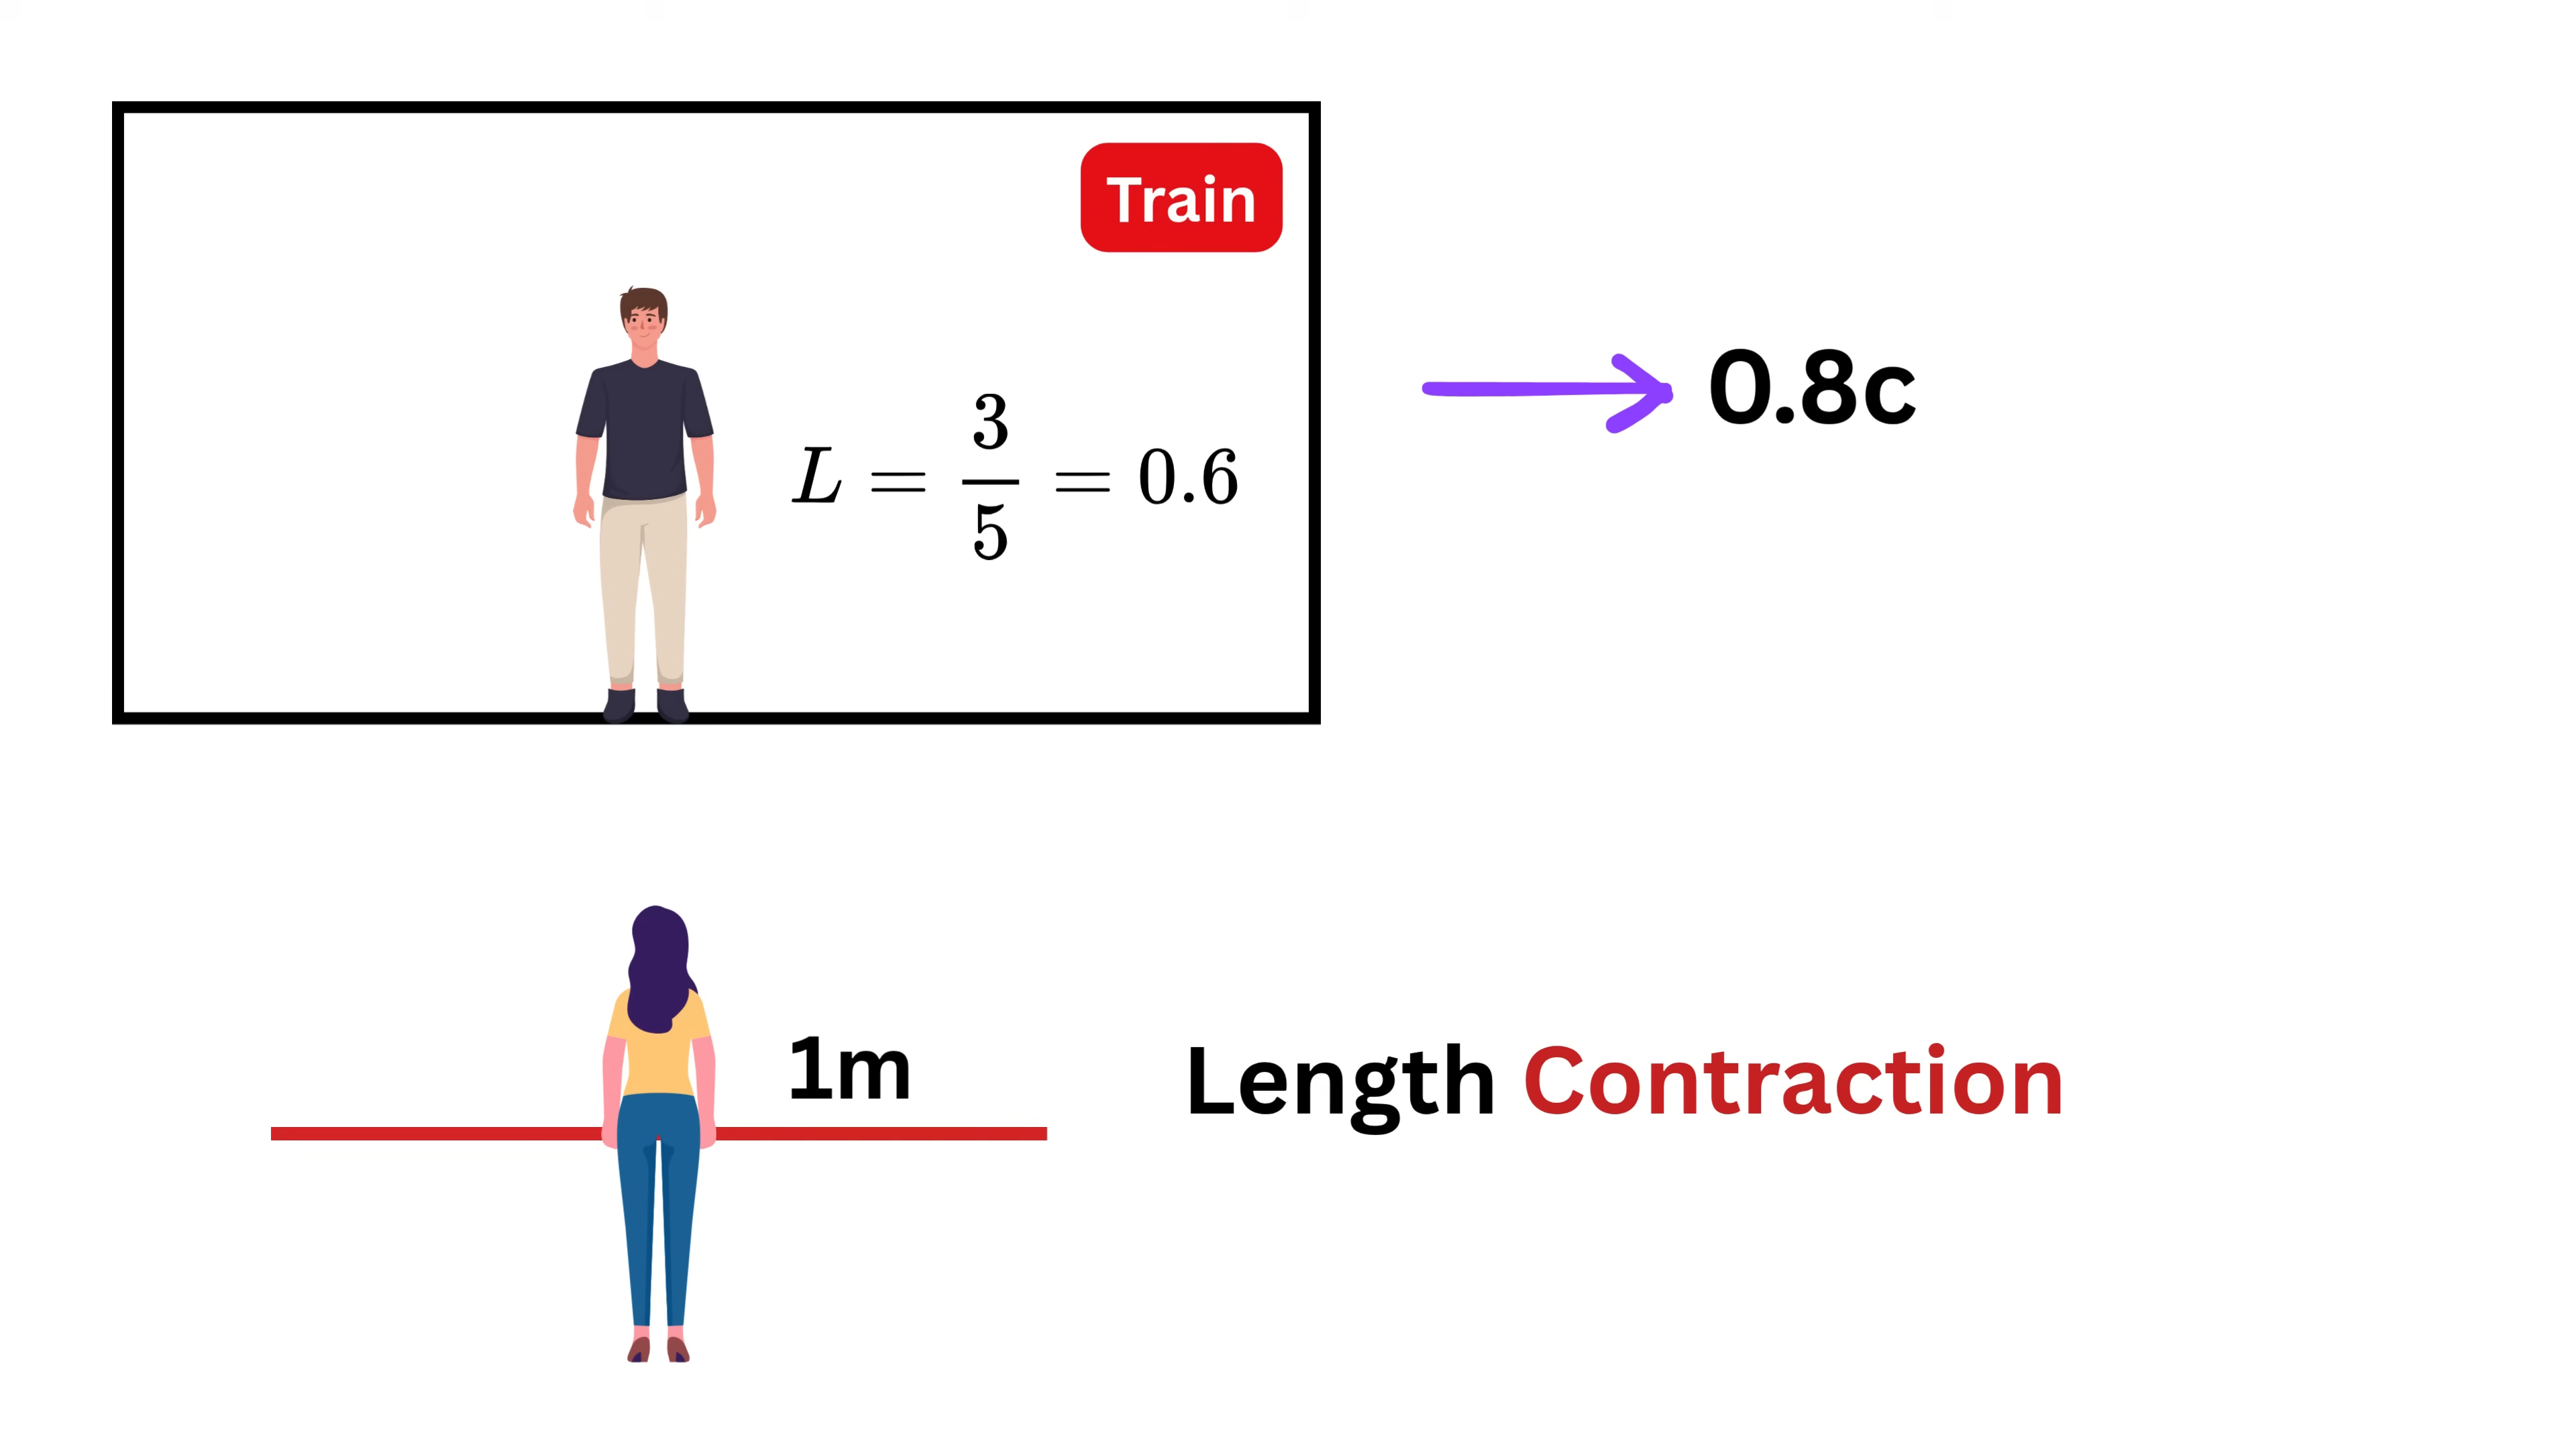 Train
0.8c
L = 3/5 = 0.6
1m
Length Contraction